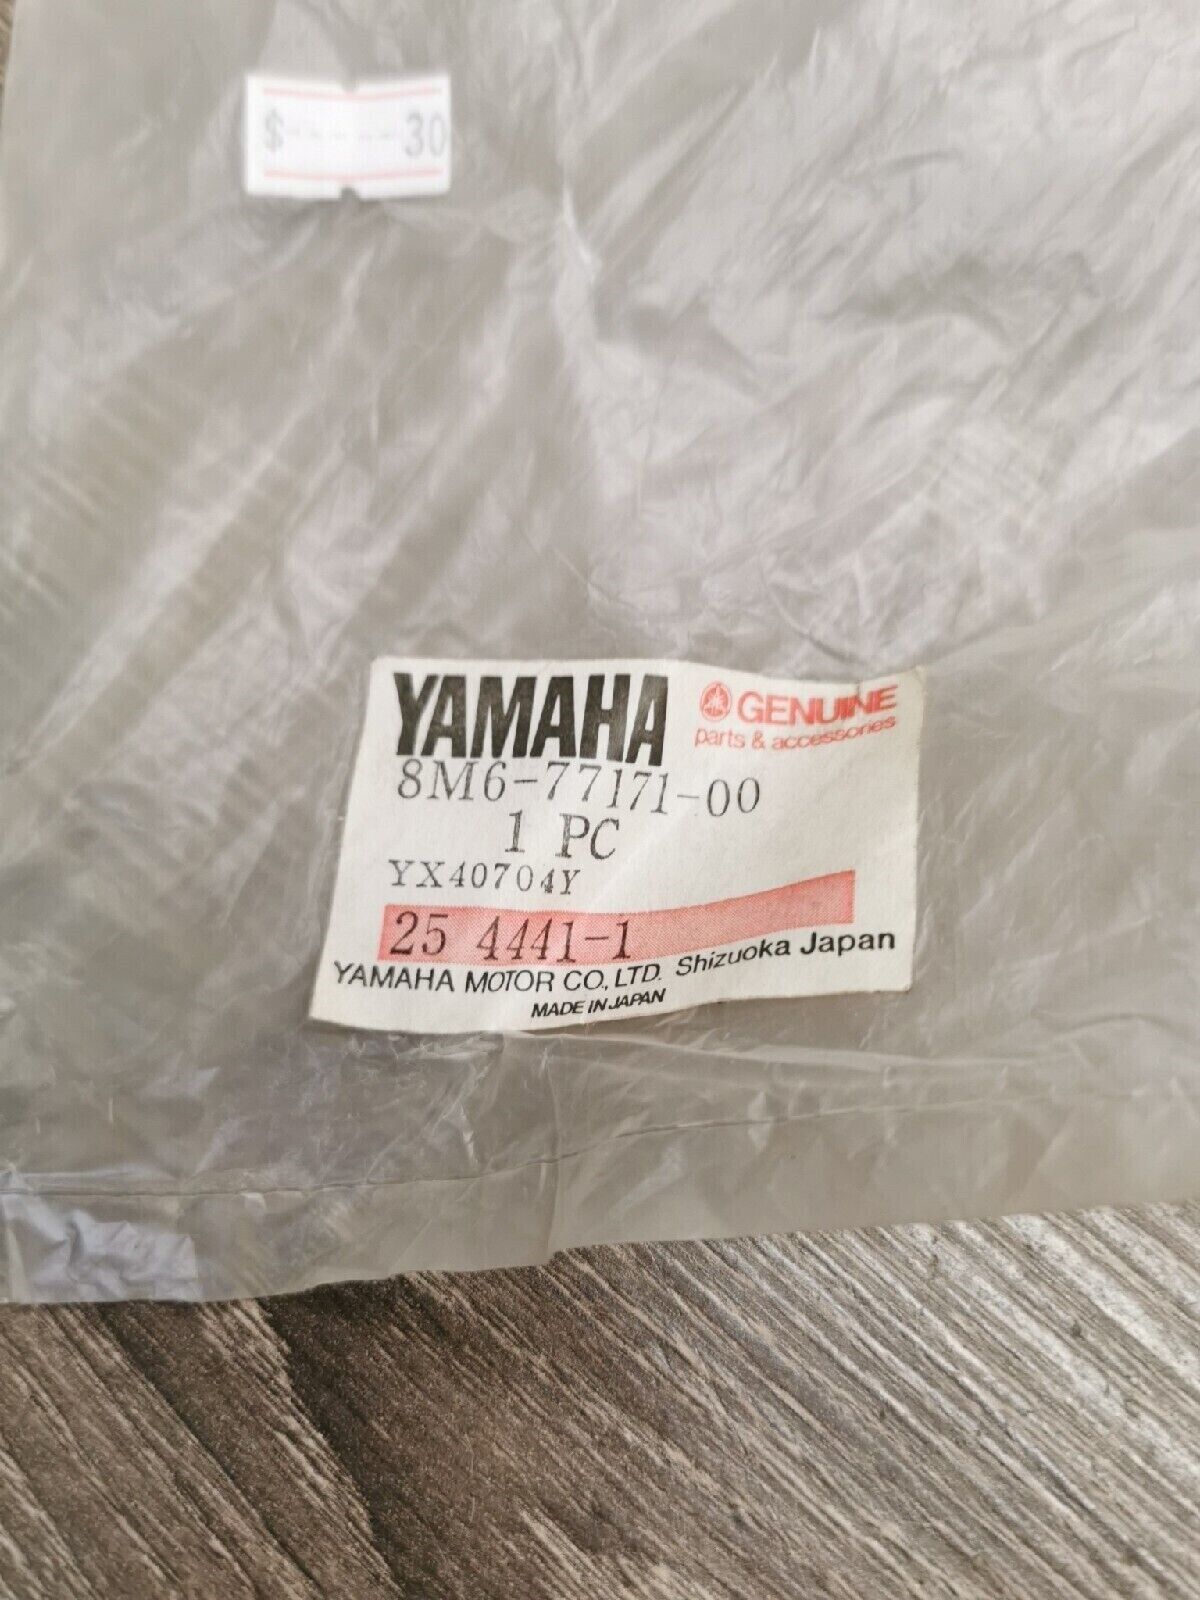 $-----30
YAMAHA
GENUINE
parts & accessories
8M6-77171-00
1 PC
YX40704Y
25 4441-1
YAMAHA MOTOR CO., LTD. Shizuoka Japan
MADE IN JAPAN